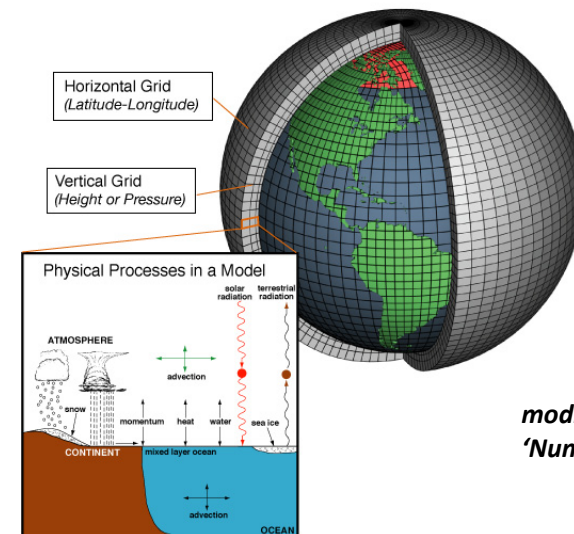 Horizontal Grid
(Latitude-Longitude)
Vertical Grid
(Height or Pressure)
Physical Processes in a Model
solar
radiation
terrestrial
radiation
ATMOSPHERE
advection
snow
momentum
heat
water
sea ice
CONTINENT
mixed layer ocean
advection
OCEAN
mod
‘Num